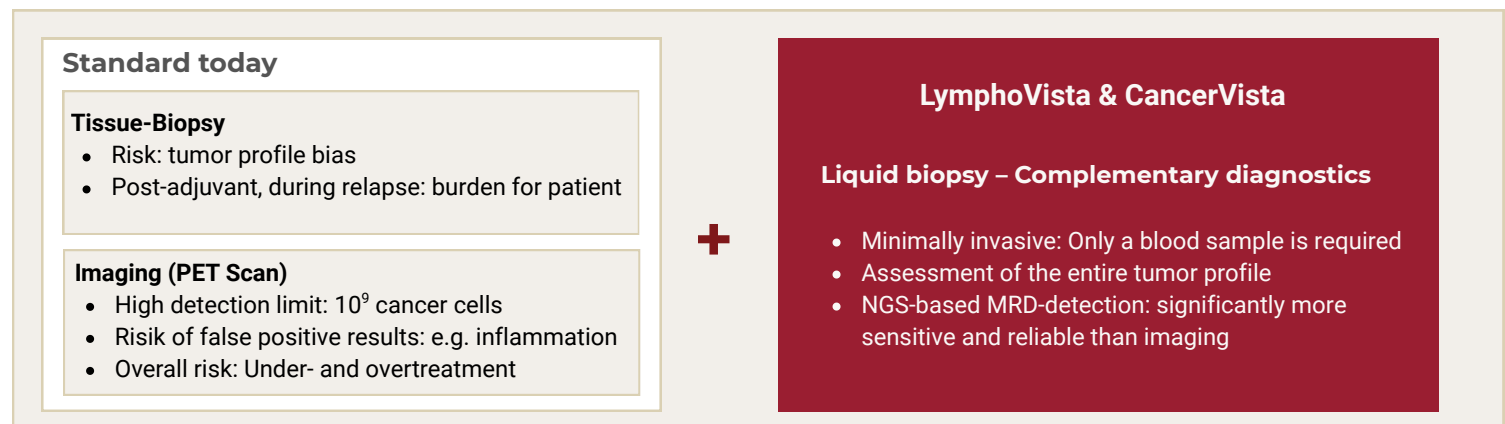 Standard today
Tissue-Biopsy
• Risk: tumor profile bias
• Post-adjuvant, during relapse: burden for patient
Imaging (PET Scan)
• High detection limit: 10⁹ cancer cells
• Risik of false positive results: e.g. inflammation
• Overall risk: Under- and overtreatment
+
LymphoVista & CancerVista
Liquid biopsy – Complementary diagnostics
• Minimally invasive: Only a blood sample is required
• Assessment of the entire tumor profile
• NGS-based MRD-detection: significantly more
sensitive and reliable than imaging